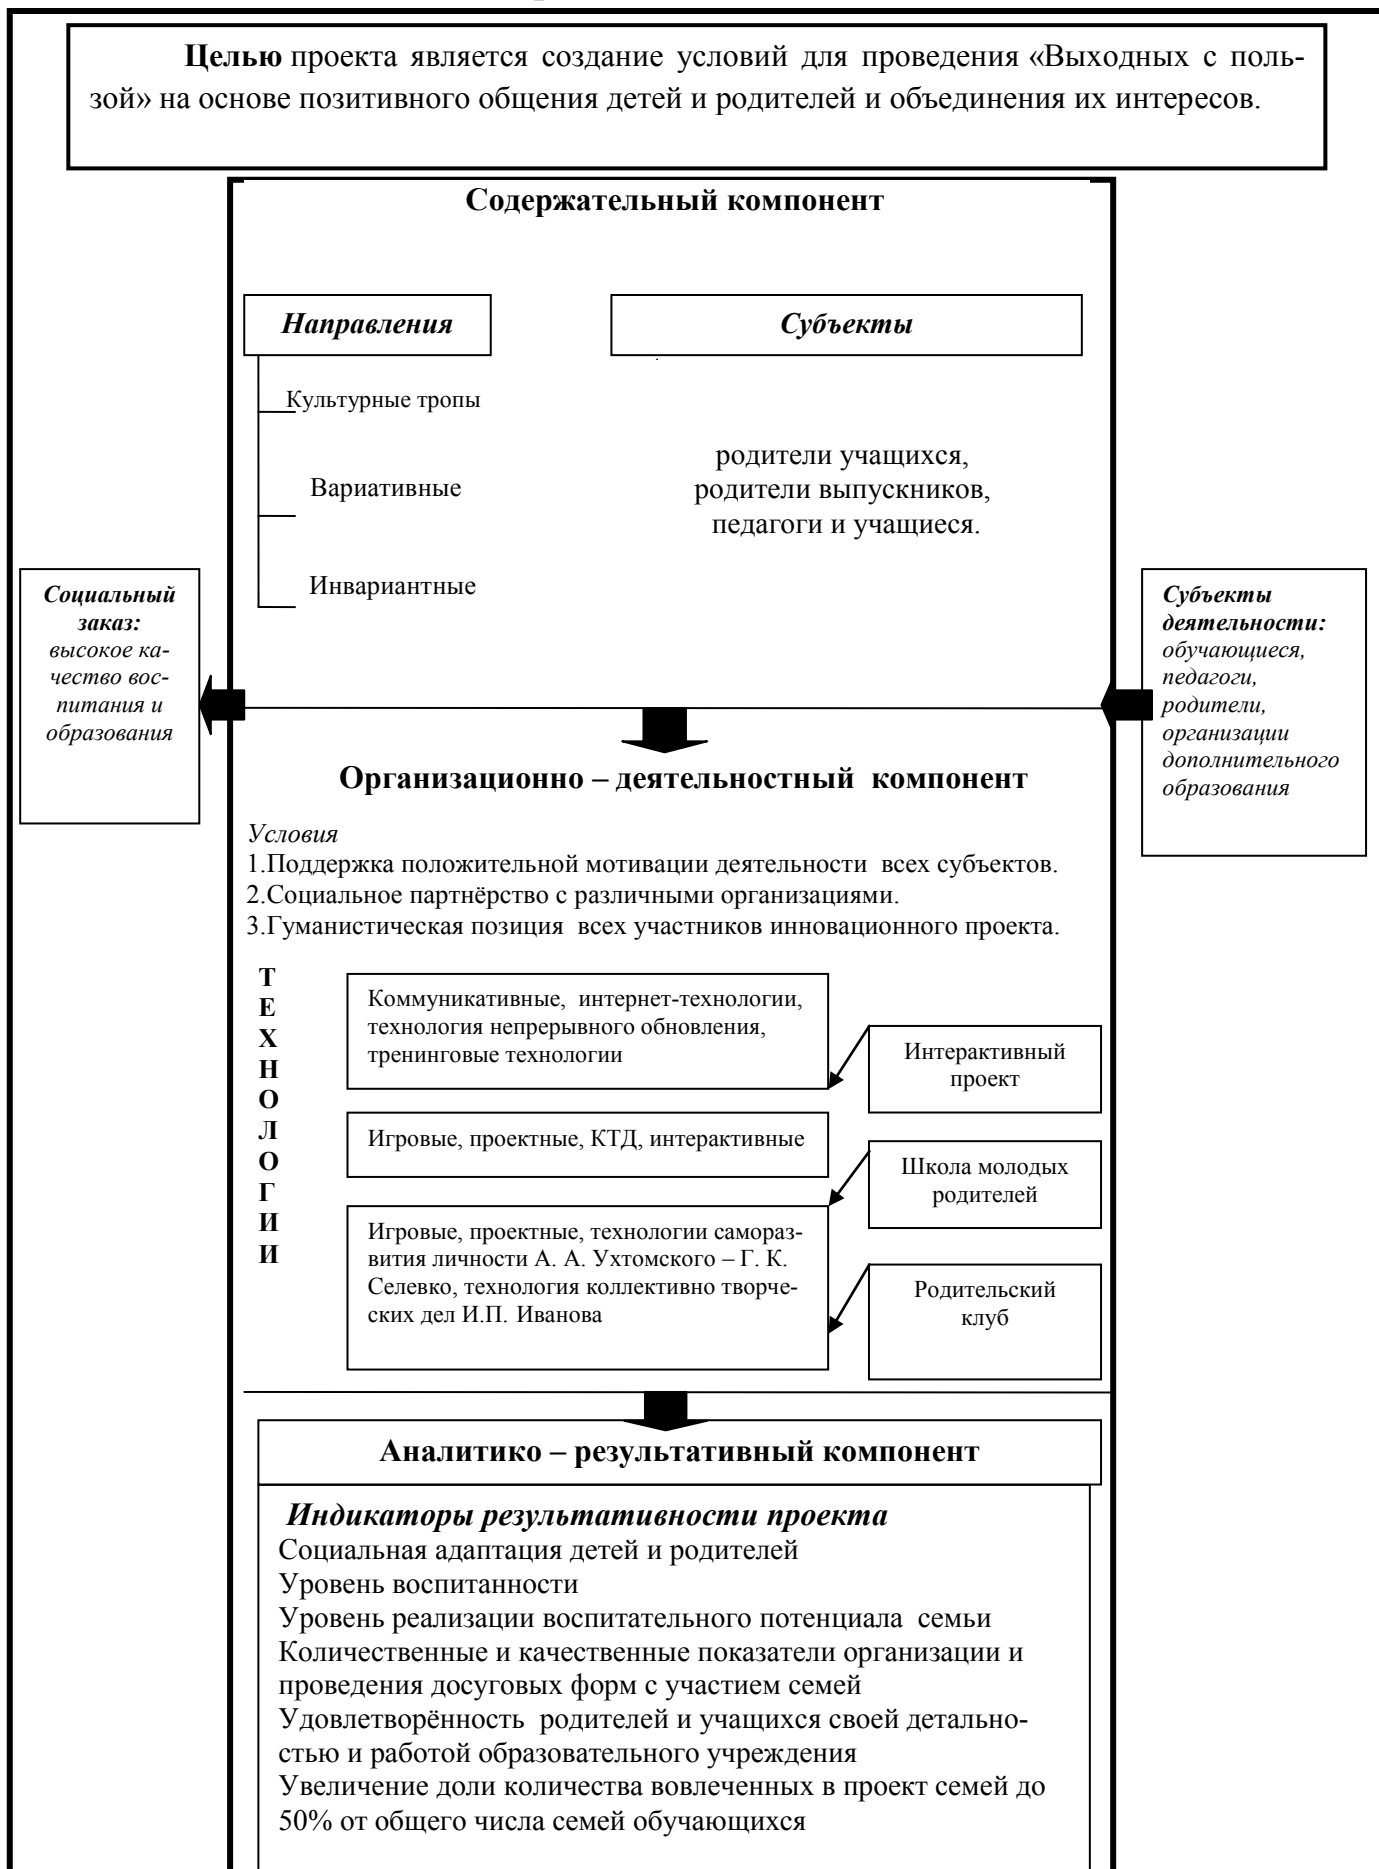 Целью проекта является создание условий для проведения «Выходных с поль-
зой» на основе позитивного общения детей и родителей и объединения их интересов.
Содержательный компонент
Направления
Субъекты
Культурные тропы
Вариативные
Инвариантные
родители учащихся,
родители выпускников,
педагоги и учащиеся.
Социальный
заказ:
высокое ка-
чество вос-
питания и
образования
Субъекты
деятельности:
обучающиеся,
педагоги,
родители,
организации
дополнительного
образования
Организационно – деятельностный компонент
Условия
1.Поддержка положительной мотивации деятельности всех субъектов.
2.Социальное партнёрство с различными организациями.
3.Гуманистическая позиция всех участников инновационного проекта.
Т
Е
Х
Н
О
Л
О
Г
И
И
Коммуникативные, интернет-технологии,
технология непрерывного обновления,
тренинговые технологии
Интерактивный
проект
Игровые, проектные, КТД, интерактивные
Школа молодых
родителей
Игровые, проектные, технологии самораз-
вития личности А. А. Ухтомского – Г. К.
Селевко, технология коллективно творче-
ских дел И.П. Иванова
Родительский
клуб
Аналитико – результативный компонент
Индикаторы результативности проекта
Социальная адаптация детей и родителей
Уровень воспитанности
Уровень реализации воспитательного потенциала семьи
Количественные и качественные показатели организации и
проведения досуговых форм с участием семей
Удовлетворённость родителей и учащихся своей детально-
стью и работой образовательного учреждения
Увеличение доли количества вовлеченных в проект семей до
50% от общего числа семей обучающихся